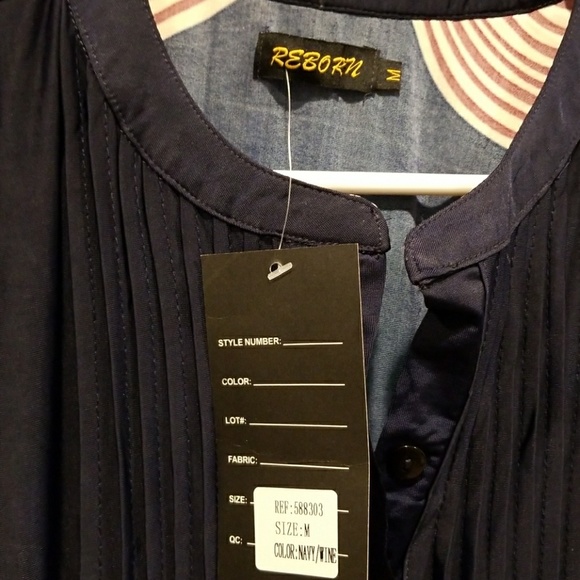 REBORN
M
STYLE NUMBER:
COLOR:
LOT#:
FABRIC:
SIZE:
REF:588303
SIZE:M
QC:
COLOR:NAVY/WINE